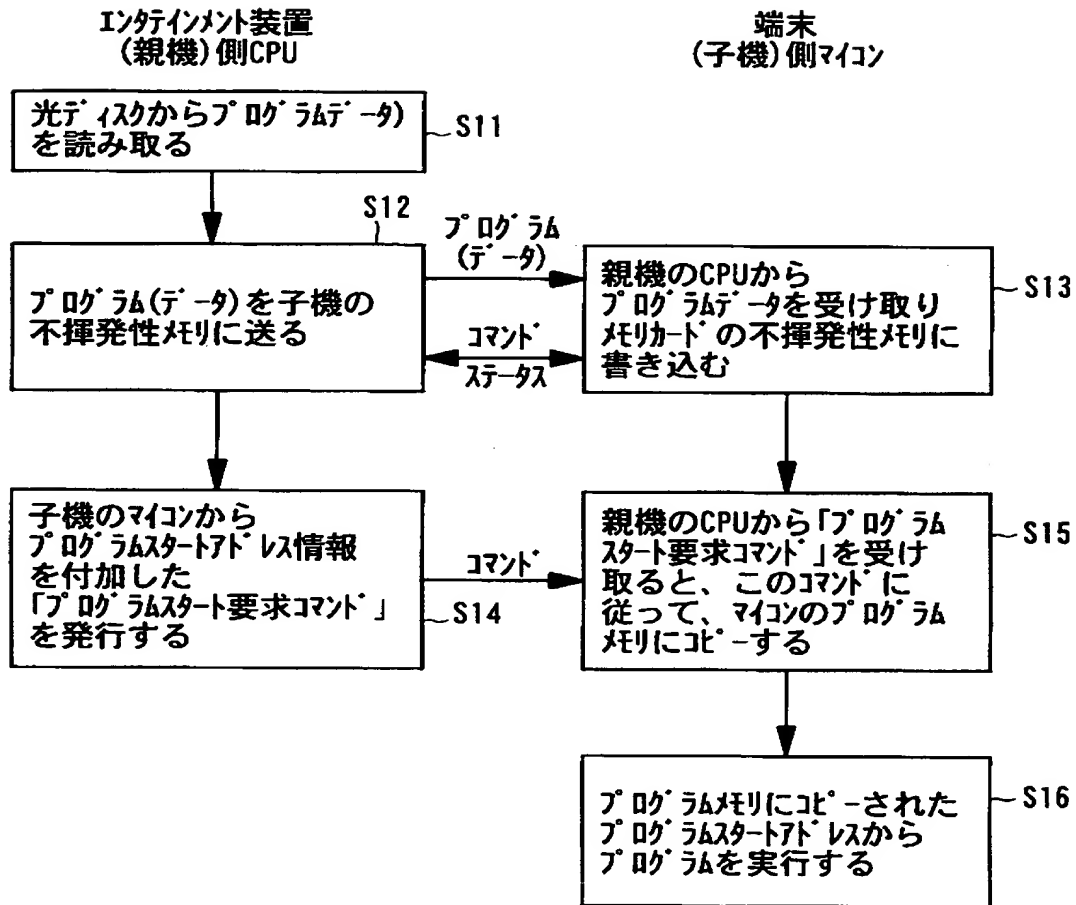 エンタテインメント装置
(親機)側CPU
端末
(子機)側マイコン
光ディスクからプログラムデータ)
を読み取る
S11
S12
プログラム(データ)を子機の
不揮発性メモリに送る
プログラム
(データ)
コマンド
ステータス
親機のCPUから
プログラムデータを受け取り
メモリカードの不揮発性メモリに
書き込む
S13
子機のマイコンから
プログラムスタートアドレス情報
を付加した
「プログラムスタート要求コマンド」
を発行する
S14
コマンド
親機のCPUから「プログラム
スタート要求コマンド」を受け
取ると、このコマンドに
従って、マイコンのプログラム
メモリにコピーする
S15
プログラムメモリにコピーされた
プログラムスタートアドレスから
プログラムを実行する
S16